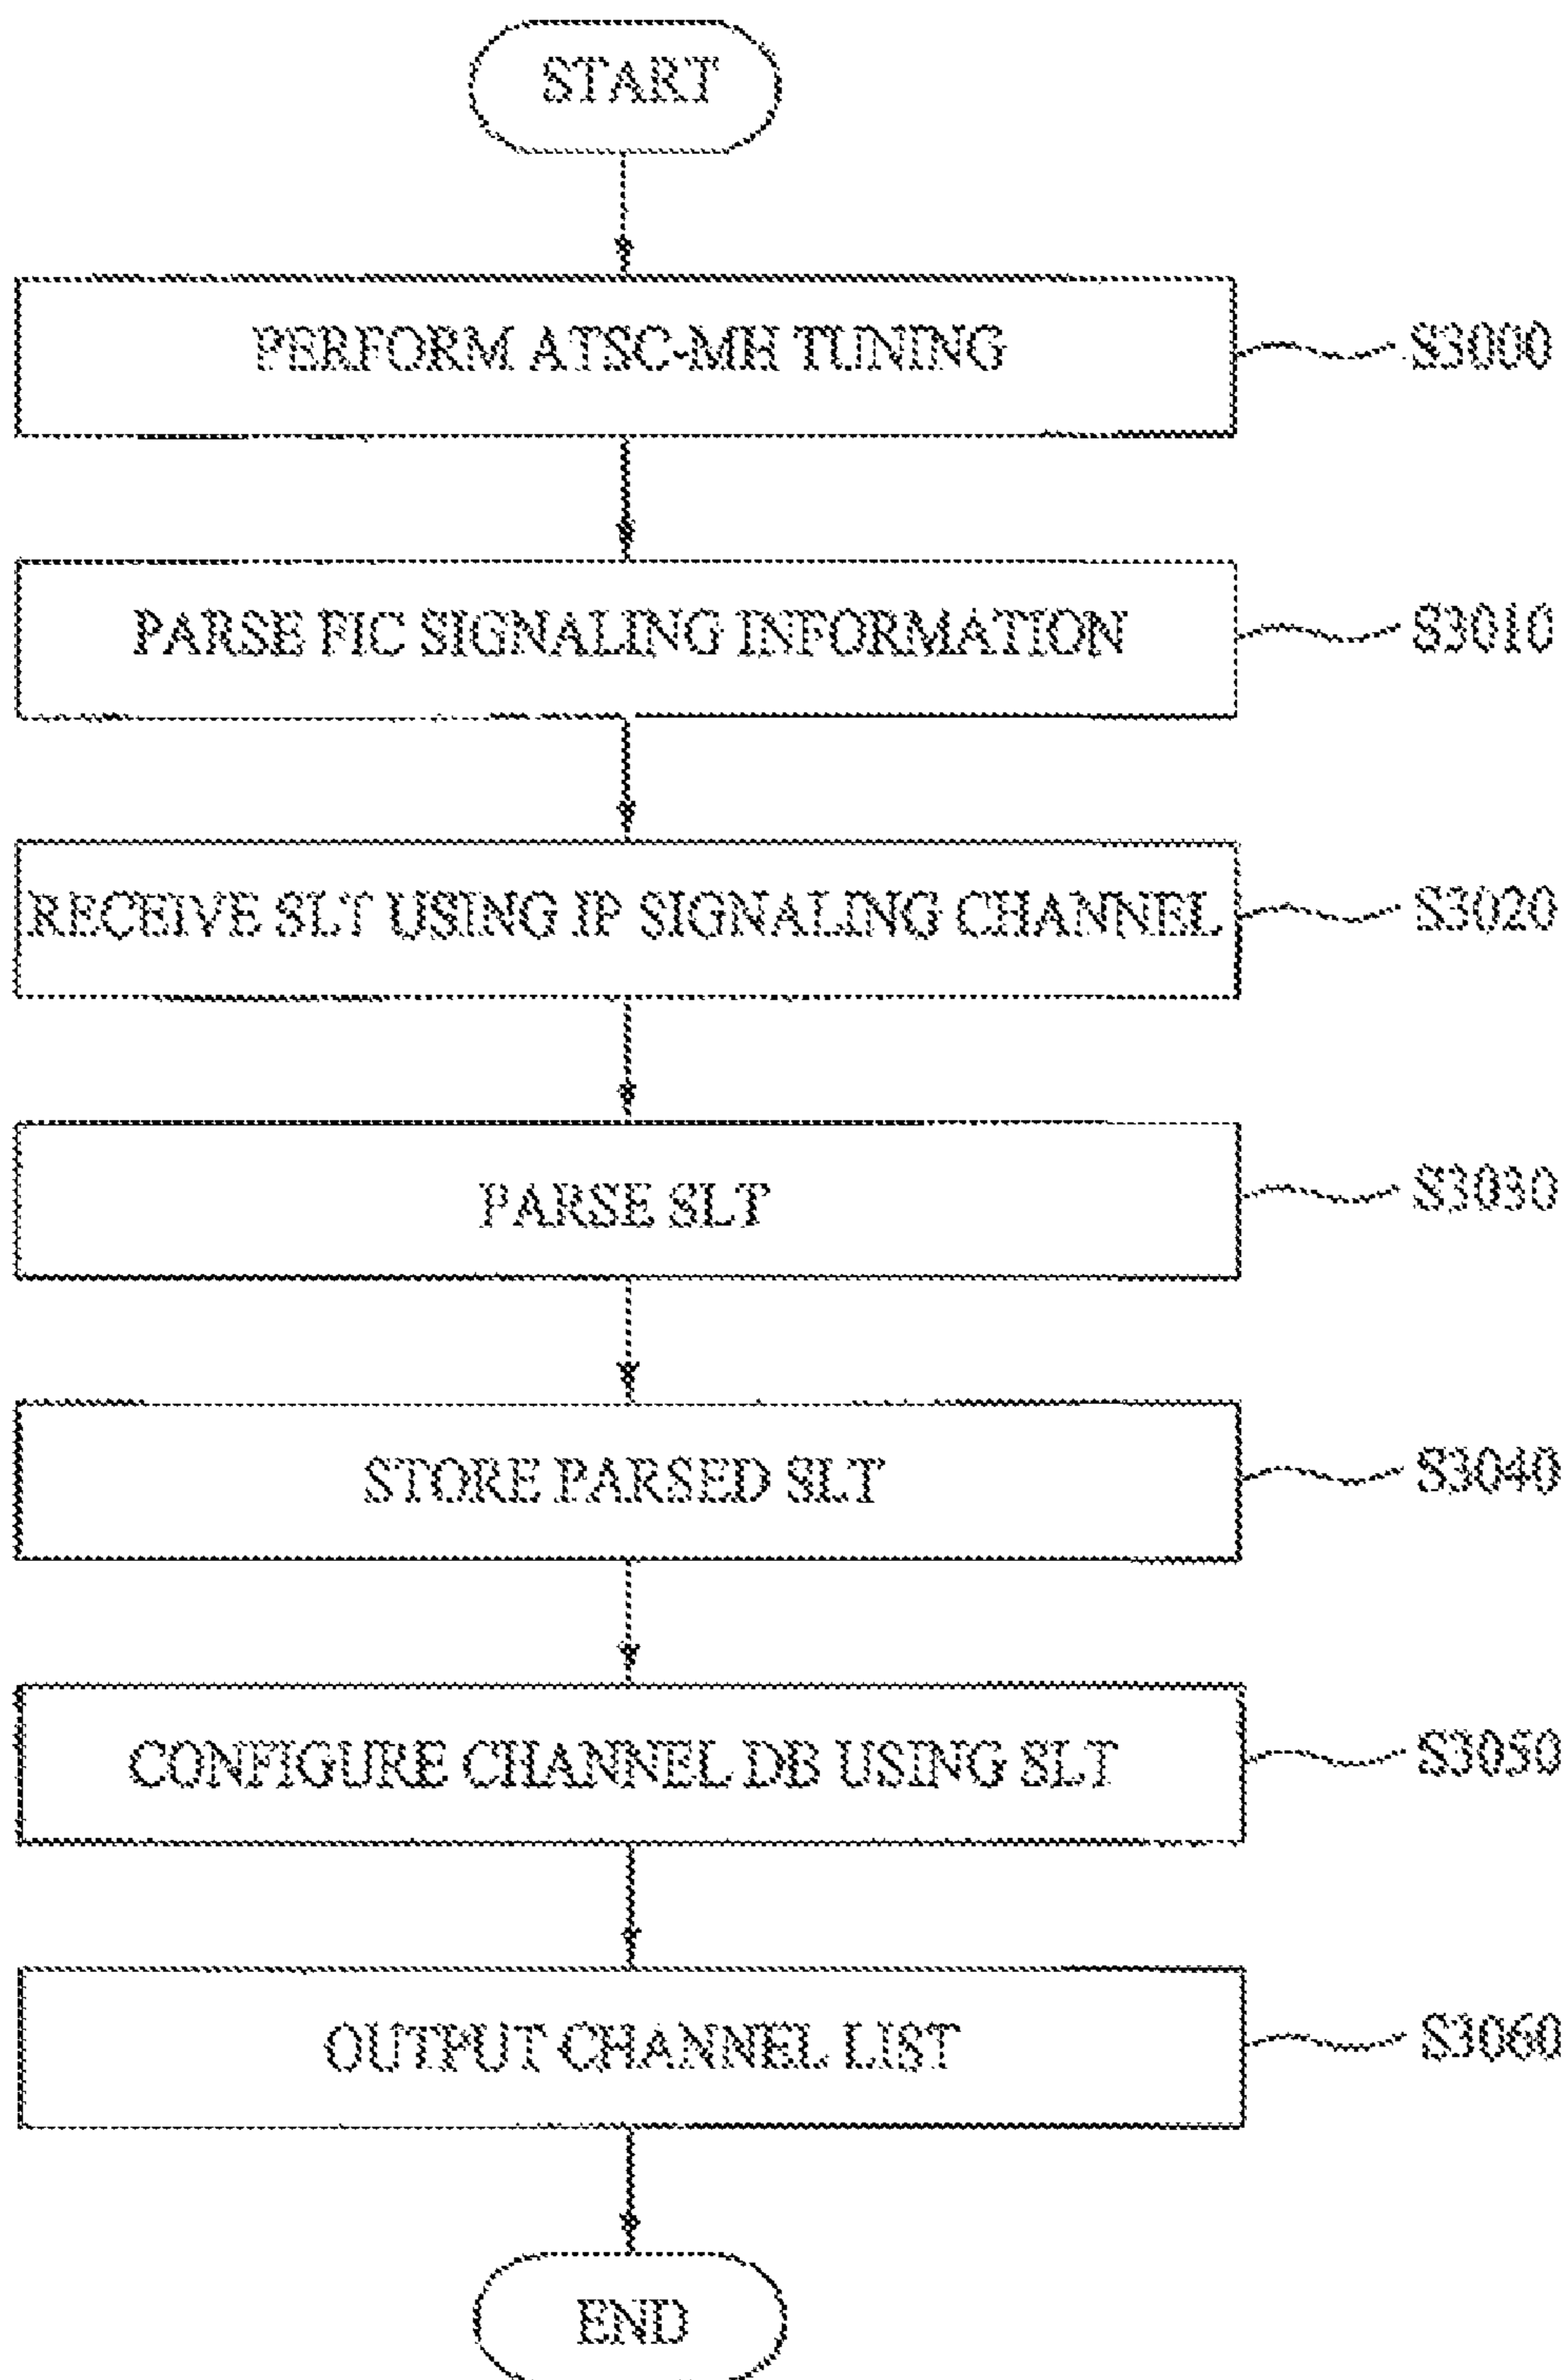 START
PERFORM ATSC-MH TUNING
S3000
PARSE FIC SIGNALING INFORMATION
S3010
RECEIVE SLT USING IP SIGNALING CHANNEL
S3020
PARSE SLT
S3030
STORE PARSED SLT
S3040
CONFIGURE CHANNEL DB USING SLT
S3050
OUTPUT CHANNEL LIST
S3060
END